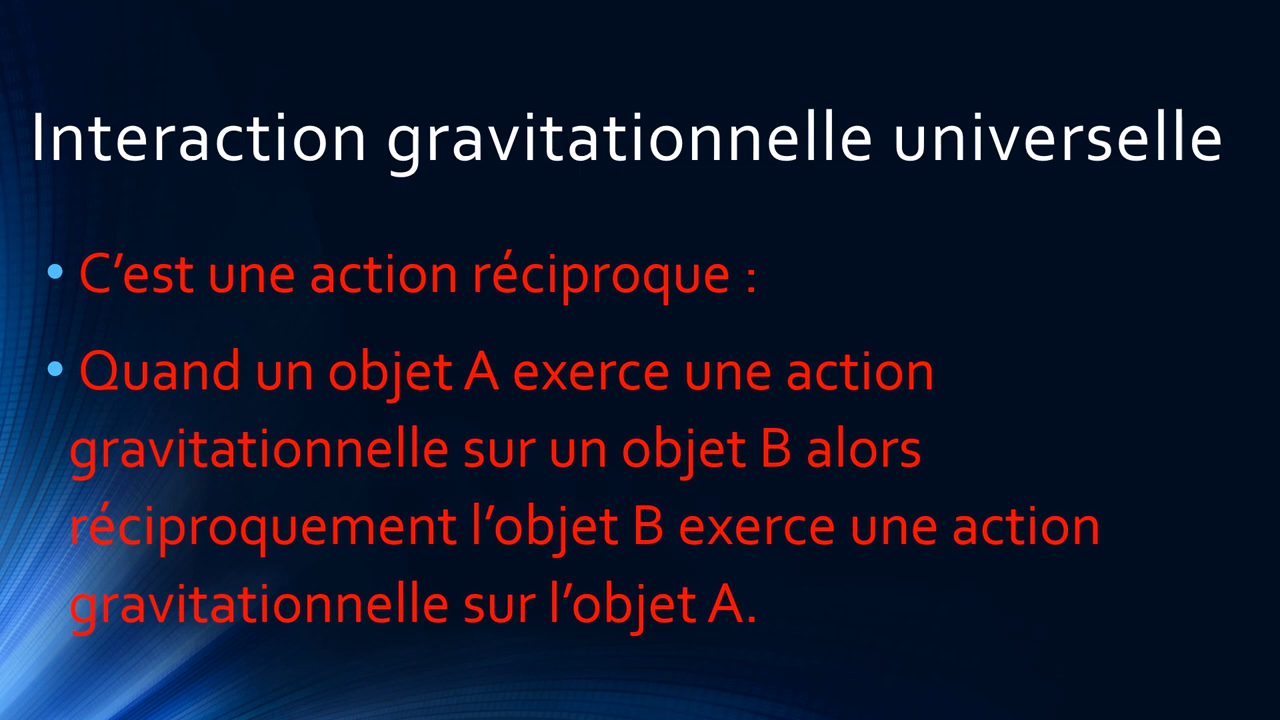 Interaction gravitationnelle universelle
• C’est une action réciproque :
• Quand un objet A exerce une action
gravitationnelle sur un objet B alors
réciproquement l’objet B exerce une action
gravitationnelle sur l’objet A.